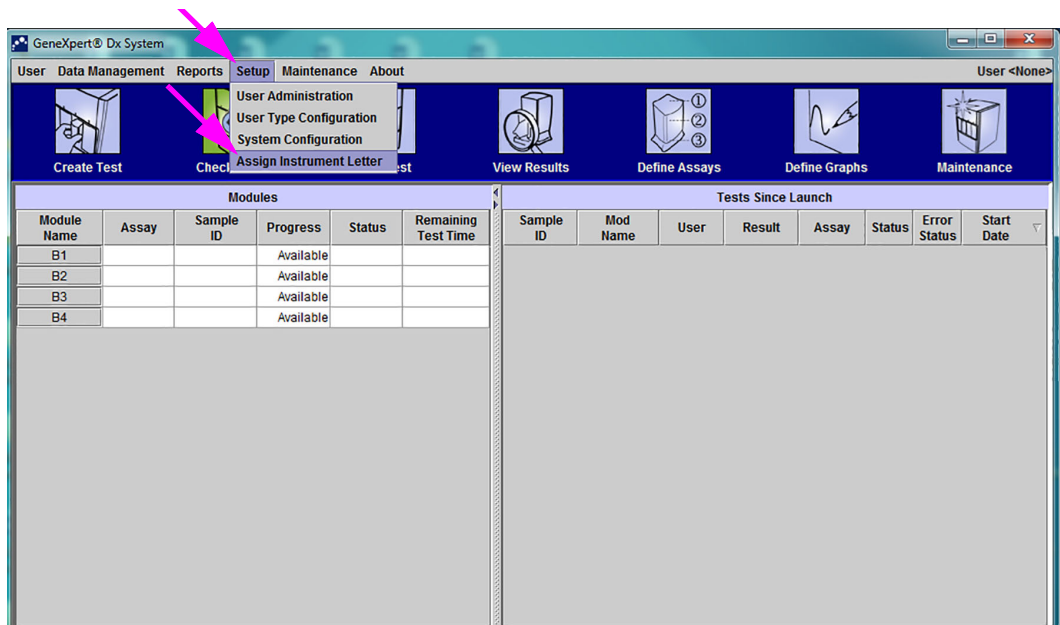 GeneXpert® Dx System
User Data Management Reports Setup Maintenance About User <None>
User Administration
User Type Configuration
System Configuration
Assign Instrument Letter
Create Test
View Results
Define Assays
Define Graphs
Maintenance
Modules
Module Name Assay Sample ID Progress Status Remaining Test Time
B1 Available
B2 Available
B3 Available
B4 Available
Tests Since Launch
Sample ID Mod Name User Result Assay Status Error Status Start Date